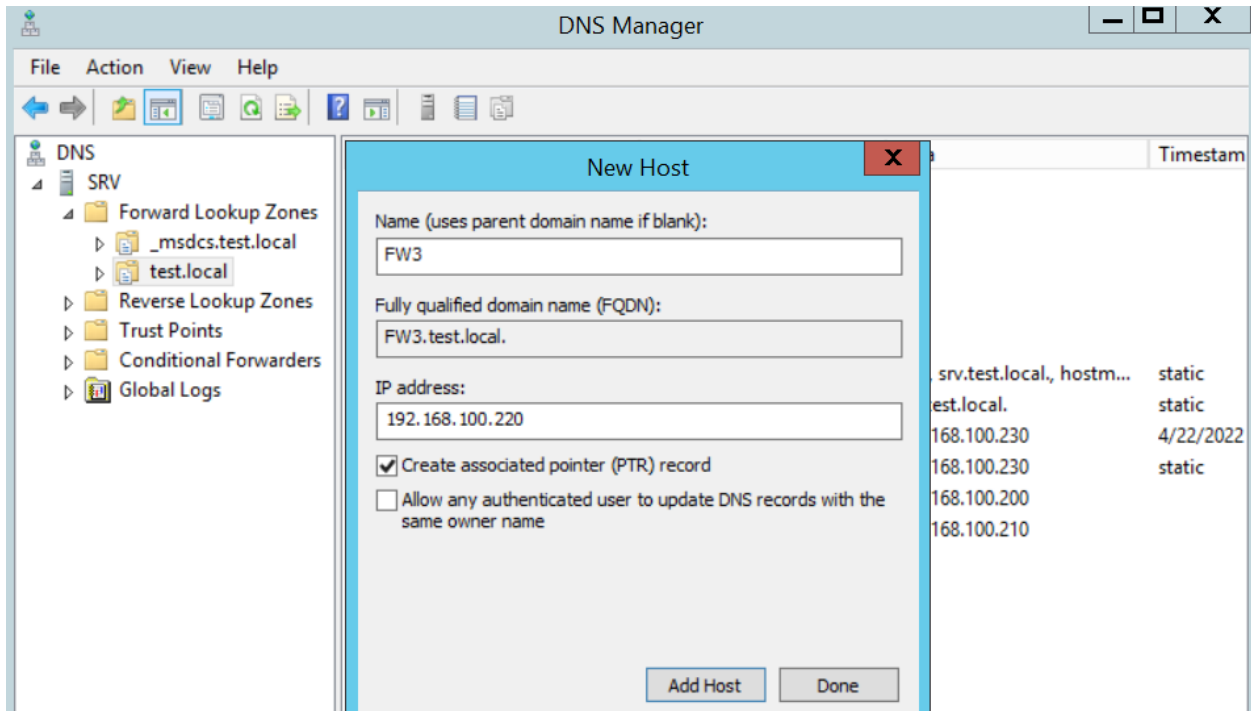 DNS Manager
File Action View Help
DNS
SRV
Forward Lookup Zones
_msdcs.test.local
test.local
Reverse Lookup Zones
Trust Points
Conditional Forwarders
Global Logs
New Host
Name (uses parent domain name if blank):
FW3
Fully qualified domain name (FQDN):
FW3.test.local.
IP address:
192.168.100.220
Create associated pointer (PTR) record
Allow any authenticated user to update DNS records with the
same owner name
Add Host Done
Timestam
, srv.test.local., hostm... static
est.local. static
168.100.230 4/22/2022
168.100.230 static
168.100.200
168.100.210